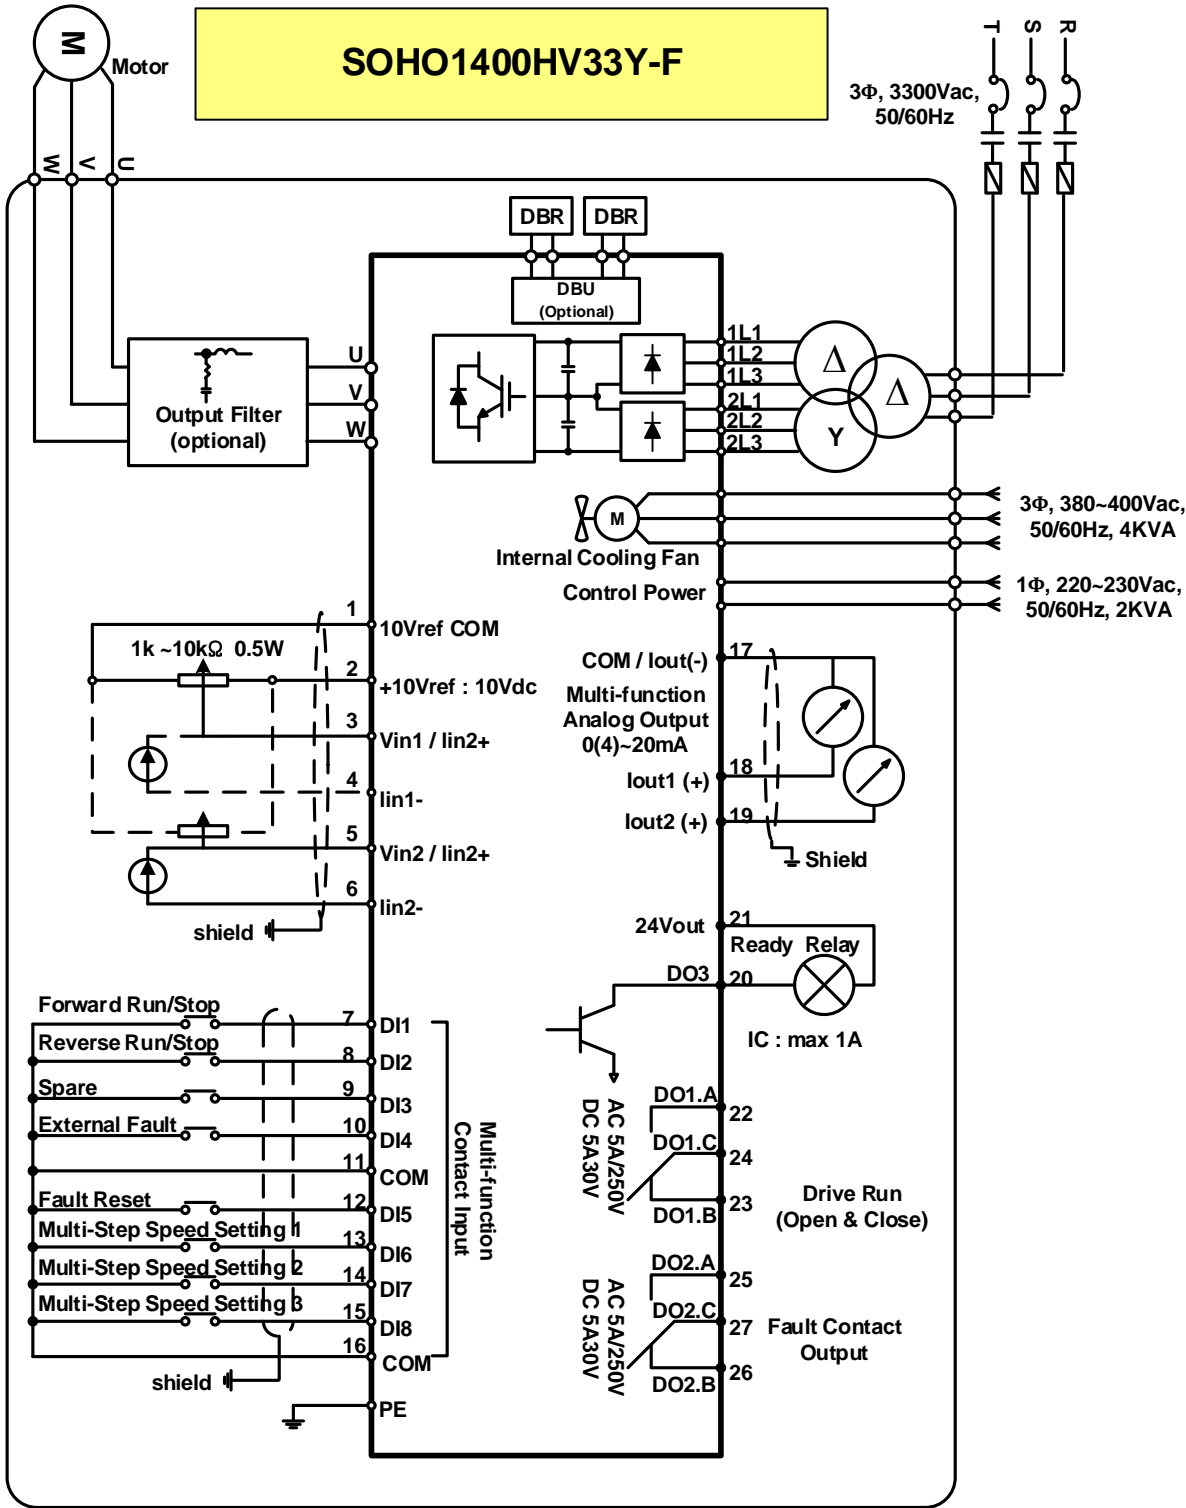 SOHO1400HV33Y-F
M
Motor
W
V
U
T
S
R
3Φ, 3300Vac,
50/60Hz
DBR
DBR
DBU
(Optional)
Output Filter
(optional)
U
V
W
1L1
1L2
1L3
2L1
2L2
2L3
Δ
Δ
Y
M
Internal Cooling Fan
3Φ, 380~400Vac,
50/60Hz, 4KVA
Control Power
1Φ, 220~230Vac,
50/60Hz, 2KVA
1
10Vref COM
1k ~10kΩ 0.5W
2
+10Vref : 10Vdc
3
Vin1 / Iin2+
4
Iin1-
5
Vin2 / Iin2+
6
Iin2-
shield
COM / Iout(-)
17
Multi-function
Analog Output
0(4)~20mA
Iout1 (+)
18
Iout2 (+)
19
Shield
24Vout
21
Ready Relay
DO3
20
IC : max 1A
Forward Run/Stop
7
DI1
Reverse Run/Stop
8
DI2
Spare
9
DI3
External Fault
10
DI4
11
COM
Fault Reset
12
DI5
Multi-Step Speed Setting 1
13
DI6
Multi-Step Speed Setting 2
14
DI7
Multi-Step Speed Setting 3
15
DI8
16
COM
shield
PE
Multi-function
Contact Input
AC 5A/250V
DC 5A30V
DO1.A
22
DO1.C
24
DO1.B
23
Drive Run
(Open & Close)
AC 5A/250V
DC 5A30V
DO2.A
25
DO2.C
27
DO2.B
26
Fault Contact
Output